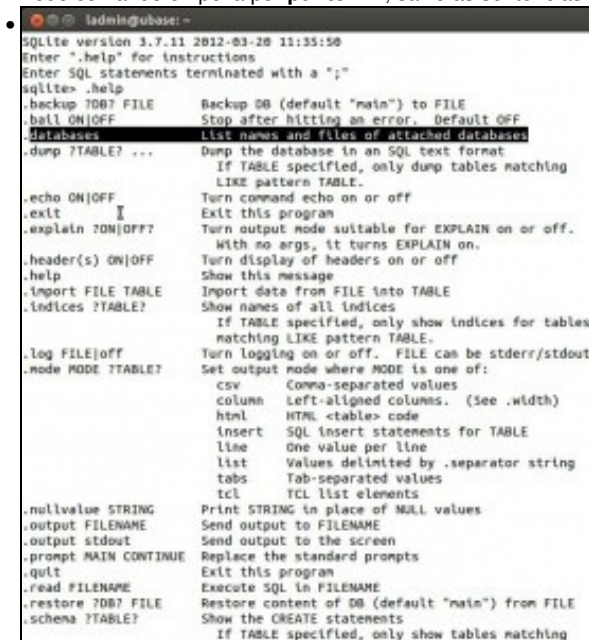 ladmin@ubase: ~
SQLite version 3.7.11 2012-03-20 11:35:50
Enter ".help" for instructions
Enter SQL statements terminated with a ";"
sqlite> .help
.backup ?DB? FILE Backup DB (default "main") to FILE
.bail ON|OFF Stop after hitting an error. Default OFF
.databases List names and files of attached databases
.dump ?TABLE? ... Dump the database in an SQL text format
If TABLE specified, only dump tables matching
LIKE pattern TABLE.
.echo ON|OFF Turn command echo on or off
.exit Exit this program
.explain ?ON|OFF? Turn output mode suitable for EXPLAIN on or off.
With no args, it turns EXPLAIN on.
.header(s) ON|OFF Turn display of headers on or off
.help Show this message
.import FILE TABLE Import data from FILE into TABLE
.indices ?TABLE? Show names of all indices
If TABLE specified, only show indices for tables
matching LIKE pattern TABLE.
.log FILE|off Turn logging on or off. FILE can be stderr/stdout
.mode MODE ?TABLE? Set output mode where MODE is one of:
csv Comma-separated values
column Left-aligned columns. (See .width)
html HTML <table> code
insert SQL insert statements for TABLE
line One value per line
list Values delimited by .separator string
tabs Tab-separated values
tcl TCL list elements
.nullvalue STRING Print STRING in place of NULL values
.output FILENAME Send output to FILENAME
.output stdout Send output to the screen
.prompt MAIN CONTINUE Replace the standard prompts
.quit Exit this program
.read FILENAME Execute SQL in FILENAME
.restore ?DB? FILE Restore content of DB (default "main") from FILE
.schema ?TABLE? Show the CREATE statements
If TABLE specified, only show tables matching